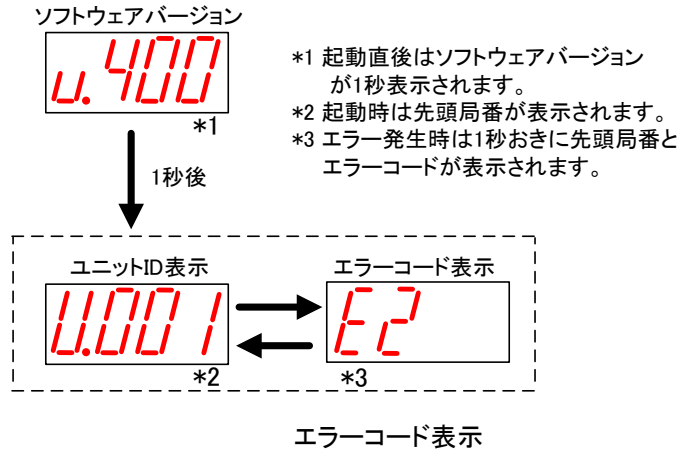 ソフトウェアバージョン
u.400
*1
*1 起動直後はソフトウェアバージョン
が1秒表示されます。
*2 起動時は先頭局番が表示されます。
*3 エラー発生時は1秒おきに先頭局番と
エラーコードが表示されます。
1秒後
ユニットID表示
U.001
*2
エラーコード表示
E2
*3
エラーコード表示